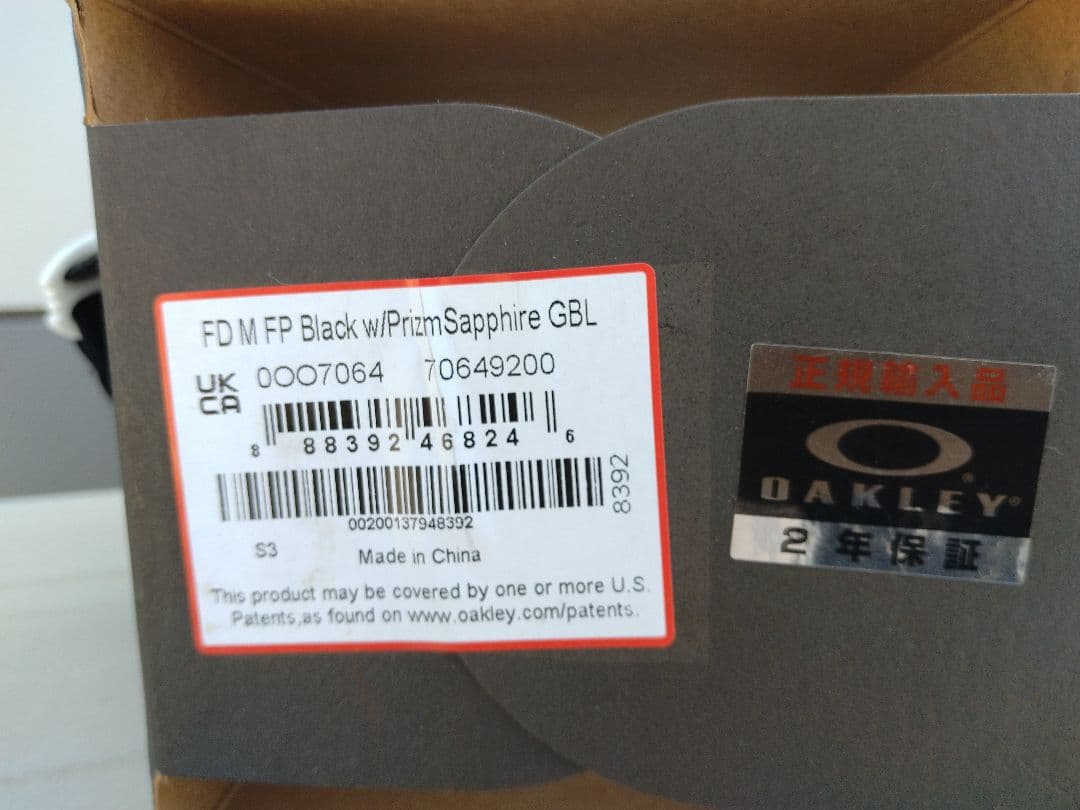 FD M FP Black w/PrizmSapphire GBL
UK
CA
0OO7064 70649200
8 88392 46824 6
8392
00200137948392
S3
Made in China
This product may be covered by one or more U.S.
Patents,as found on www.oakley.com/patents.
正規輸入品
OAKLEY®
2年保証